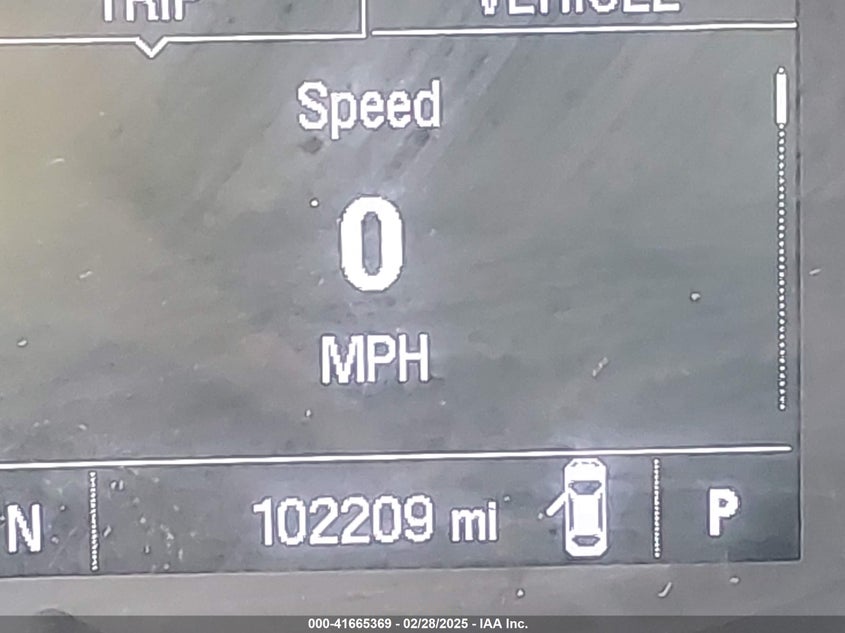 TRIP
VEHICLE
Speed
0
MPH
N
102209 mi
P
000-41665369 - 02/28/2025 - IAA Inc.